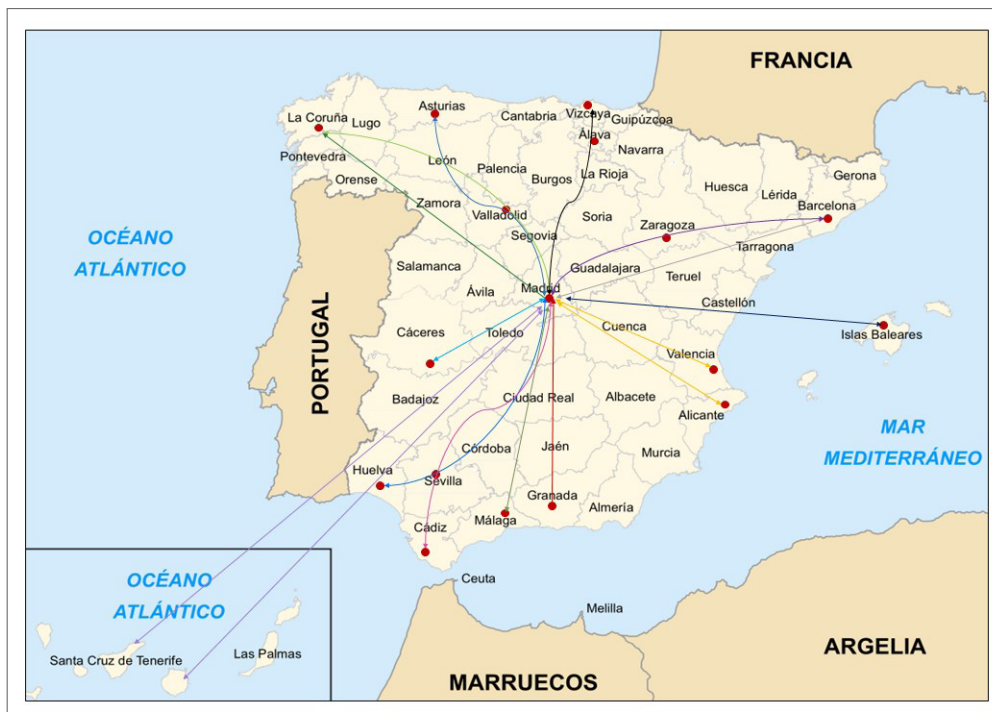 FRANCIA
Asturias
La Coruña
Lugo
Cantabria
Vizcaya
Guipúzcoa
Álava
Navarra
Pontevedra
León
Palencia
Burgos
La Rioja
Orense
Zamora
Huesca
Lérida
Gerona
Barcelona
Valladolid
Soria
Zaragoza
Segovia
Tarragona
OCÉANO
ATLÁNTICO
Salamanca
Guadalajara
Teruel
Ávila
Madrid
Castellón
PORTUGAL
Cáceres
Toledo
Cuenca
Islas Baleares
Valencia
Badajoz
Ciudad Real
Albacete
Alicante
MAR
MEDITERRÁNEO
Córdoba
Jaén
Murcia
Huelva
Sevilla
Granada
Almería
Málaga
Cádiz
Ceuta
Melilla
OCÉANO
ATLÁNTICO
Las Palmas
Santa Cruz de Tenerife
MARRUECOS
ARGELIA